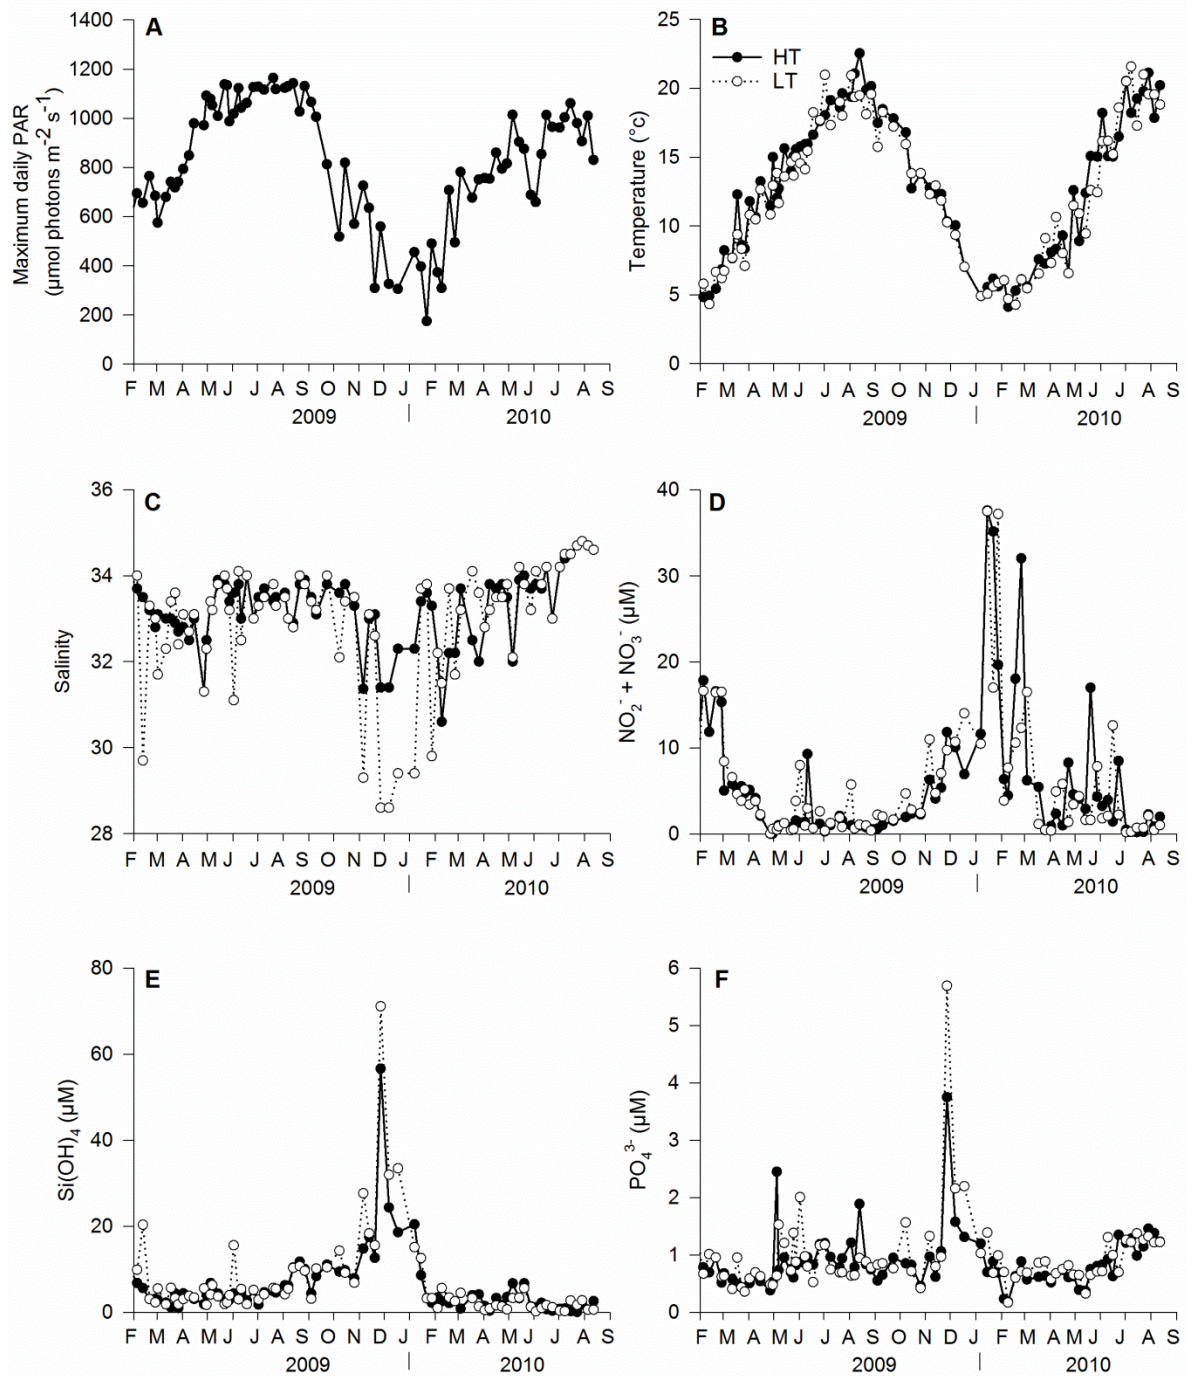 A
Maximum daily PAR
(µmol photons m-2 s-1)
1400
1200
1000
800
600
400
200
0
F M A M J J A S O N D J F M A M J J A S
2009 | 2010
B
HT
LT
Temperature (°c)
25
20
15
10
5
0
F M A M J J A S O N D J F M A M J J A S
2009 | 2010
C
Salinity
36
34
32
30
28
F M A M J J A S O N D J F M A M J J A S
2009 | 2010
D
NO2- + NO3- (µM)
40
30
20
10
0
F M A M J J A S O N D J F M A M J J A S
2009 | 2010
E
Si(OH)4 (µM)
80
60
40
20
0
F M A M J J A S O N D J F M A M J J A S
2009 | 2010
F
PO43- (µM)
6
5
4
3
2
1
0
F M A M J J A S O N D J F M A M J J A S
2009 | 2010